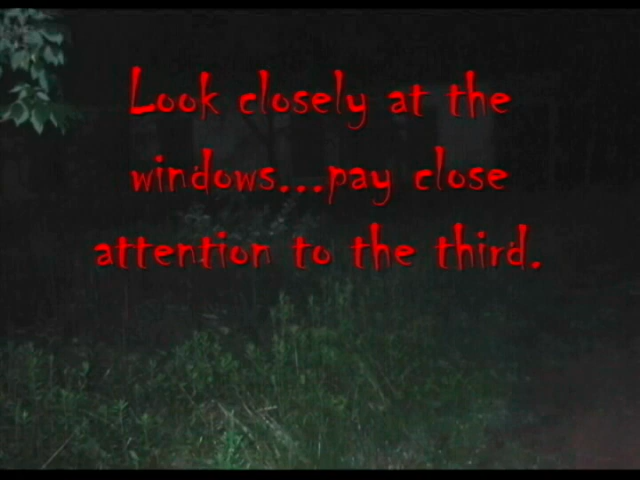 Look closely at the
windows...pay close
attention to the third.